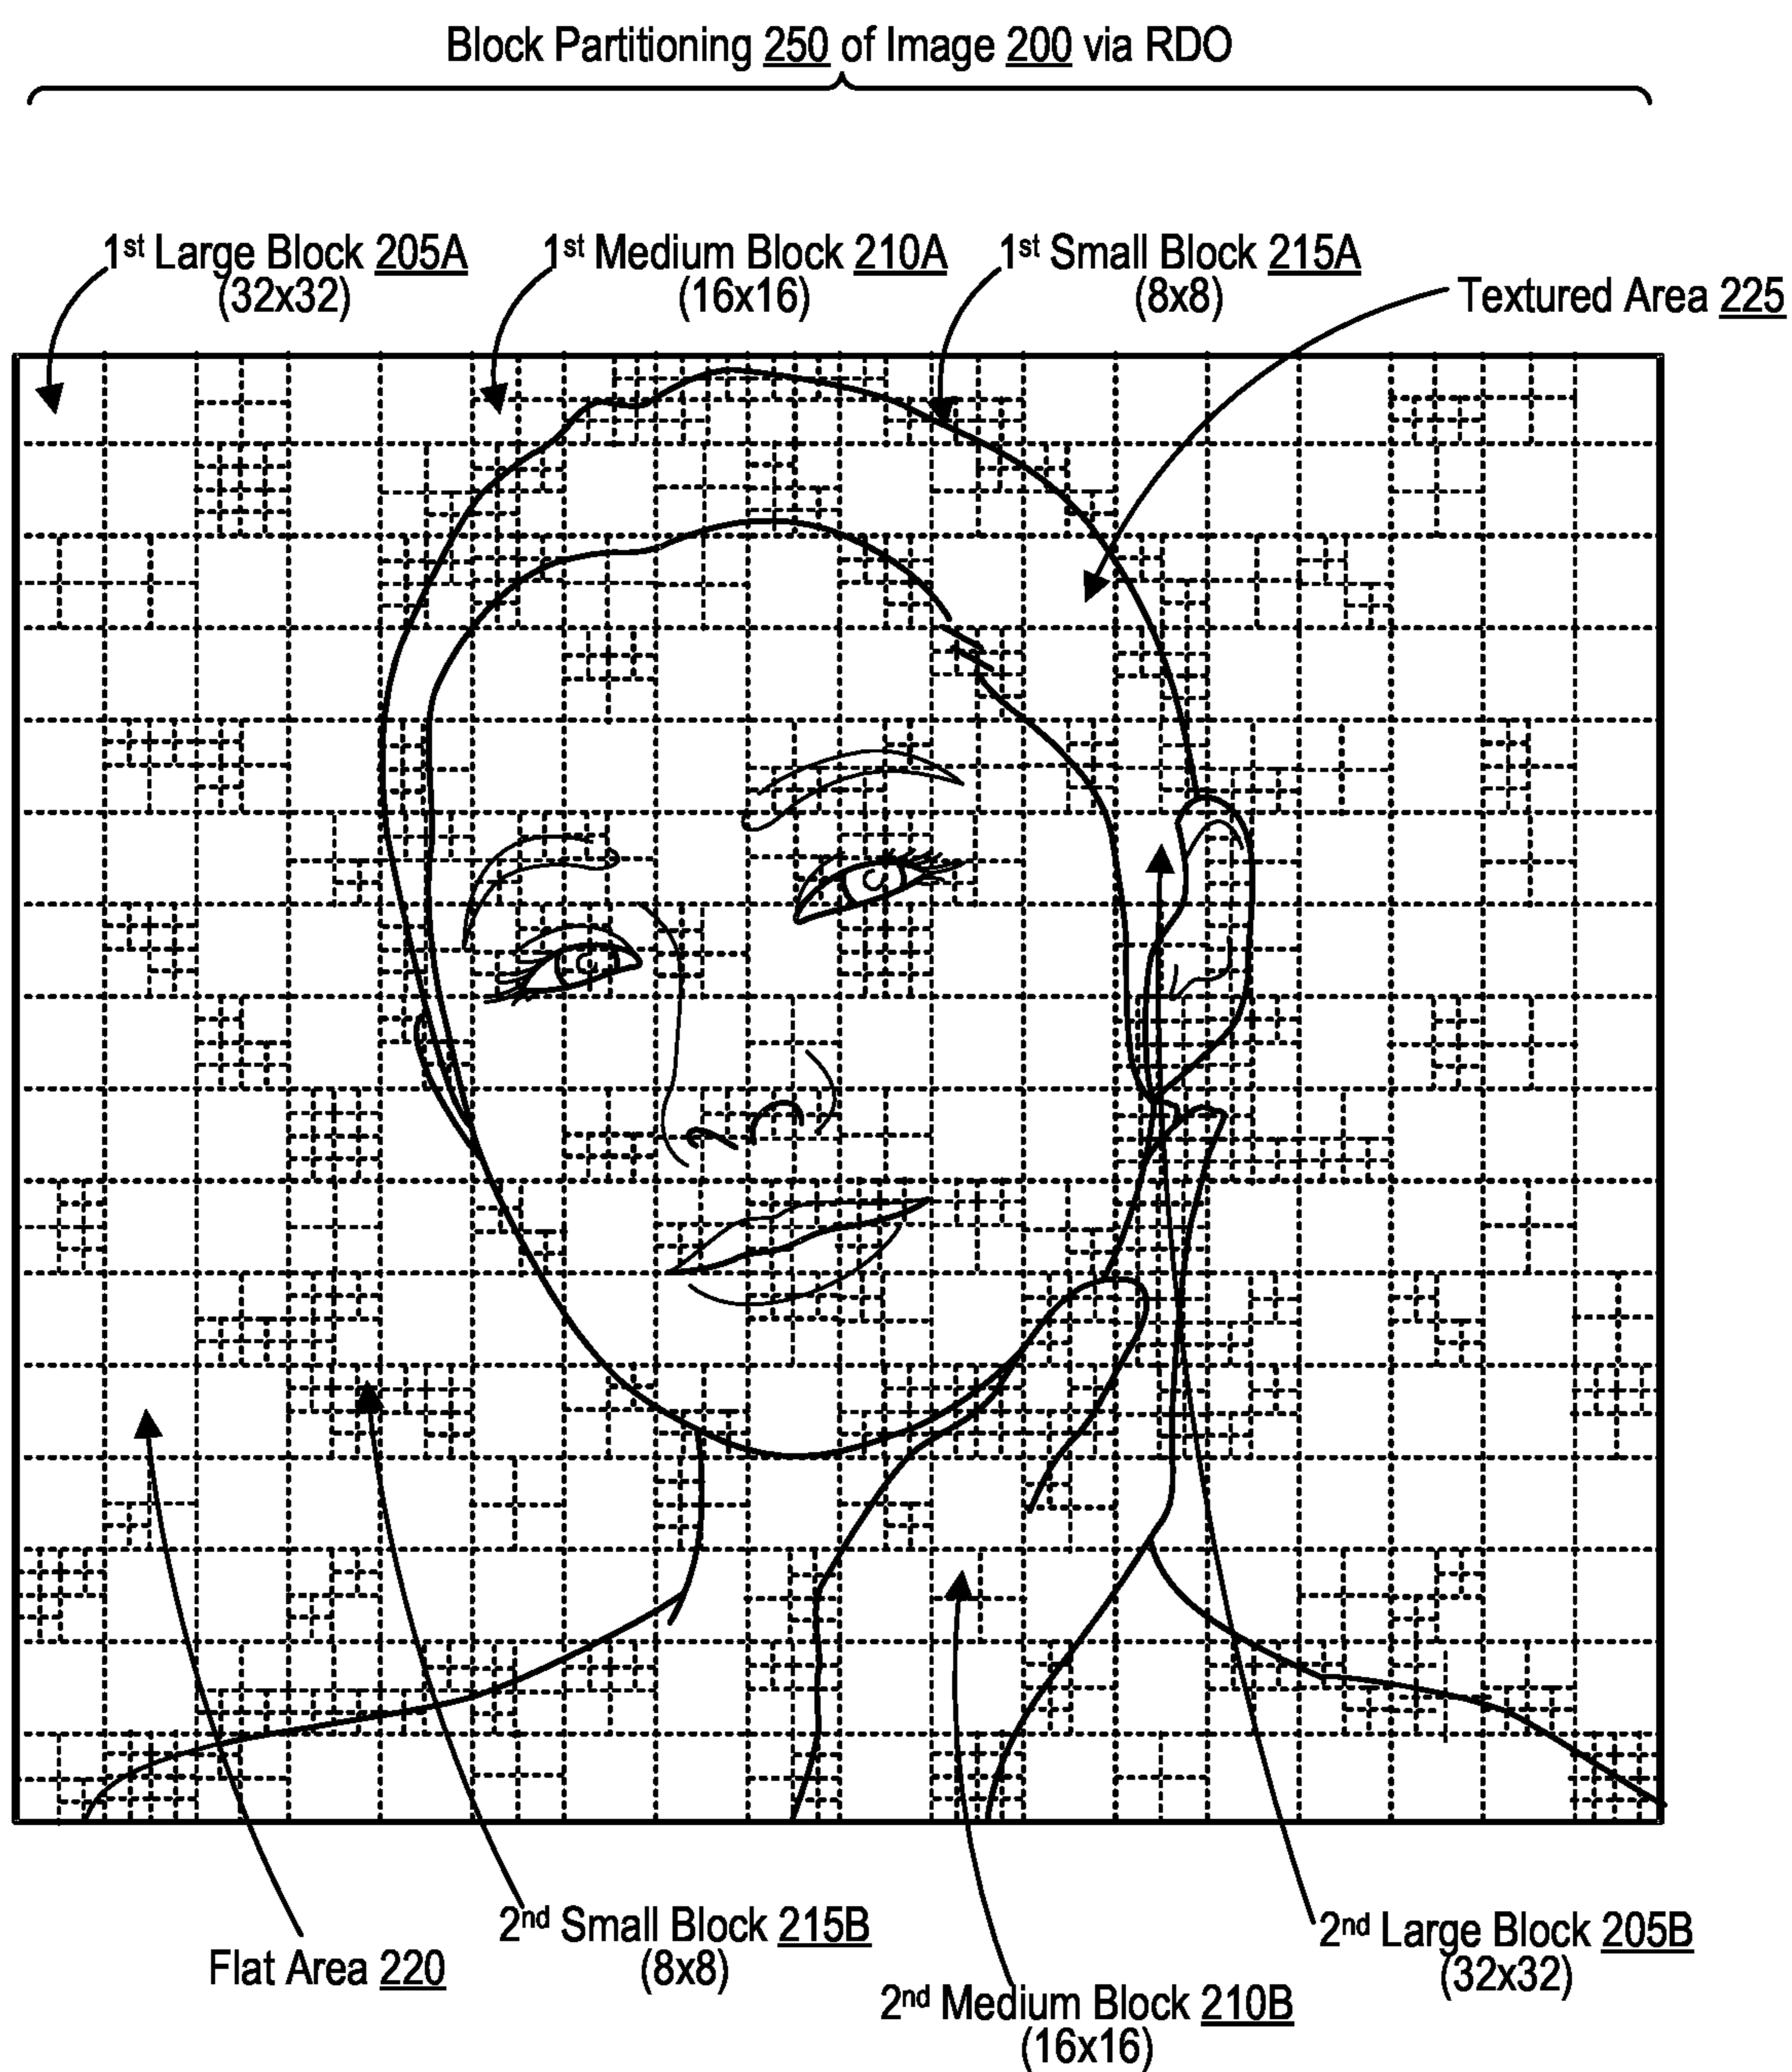 Block Partitioning 250 of Image 200 via RDO
1st Large Block 205A
(32x32)
1st Medium Block 210A
(16x16)
1st Small Block 215A
(8x8)
Textured Area 225
Flat Area 220
2nd Small Block 215B
(8x8)
2nd Medium Block 210B
(16x16)
2nd Large Block 205B
(32x32)